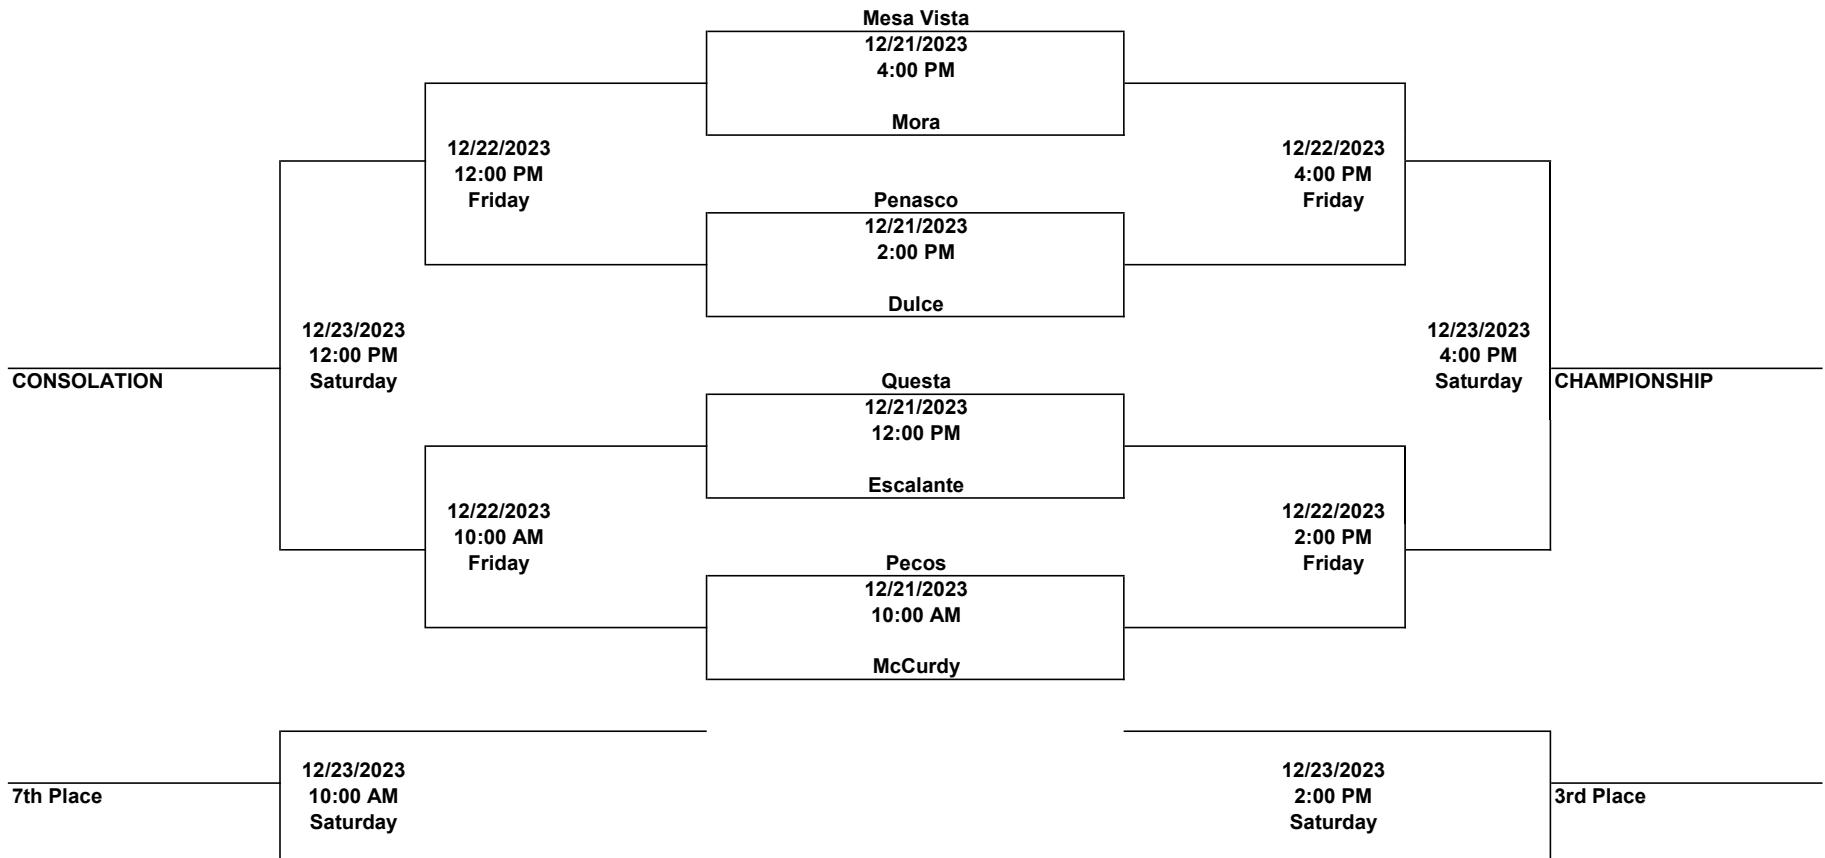 Mesa Vista
12/21/2023
4:00 PM
Mora
12/22/2023
12:00 PM
Friday
12/22/2023
4:00 PM
Friday
Penasco
12/21/2023
2:00 PM
Dulce
12/23/2023
12:00 PM
Saturday
CONSOLATION
12/23/2023
4:00 PM
Saturday
CHAMPIONSHIP
Questa
12/21/2023
12:00 PM
Escalante
12/22/2023
10:00 AM
Friday
12/22/2023
2:00 PM
Friday
Pecos
12/21/2023
10:00 AM
McCurdy
12/23/2023
10:00 AM
Saturday
7th Place
12/23/2023
2:00 PM
Saturday
3rd Place